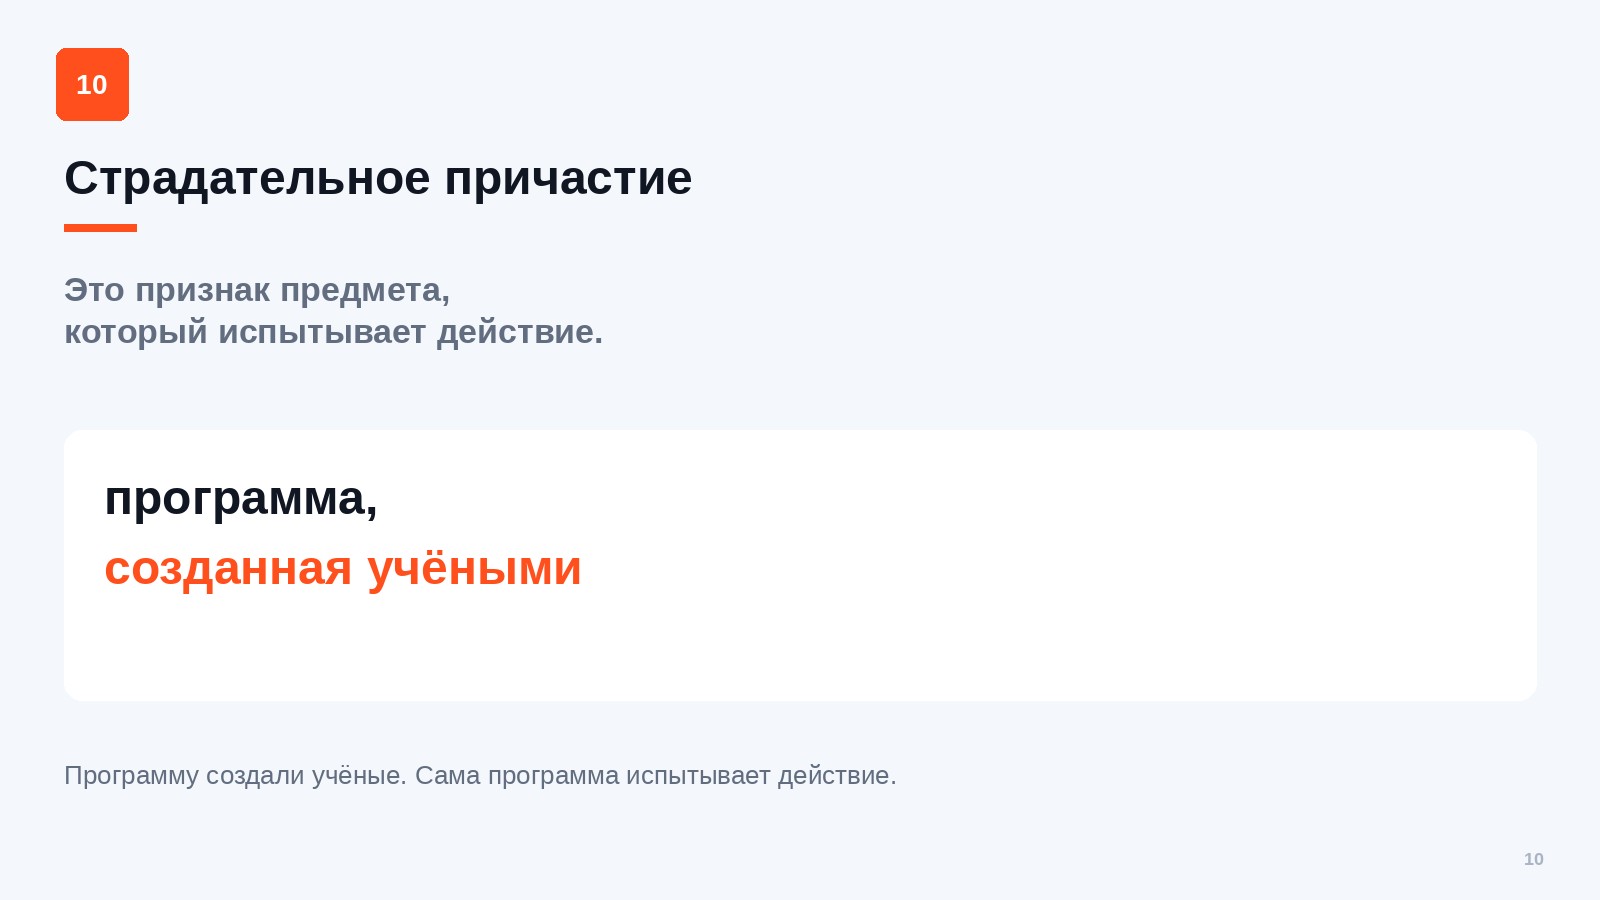 10
Страдательное причастие
Это признак предмета,
который испытывает действие.
программа,
созданная учёными
Программу создали учёные. Сама программа испытывает действие.
10